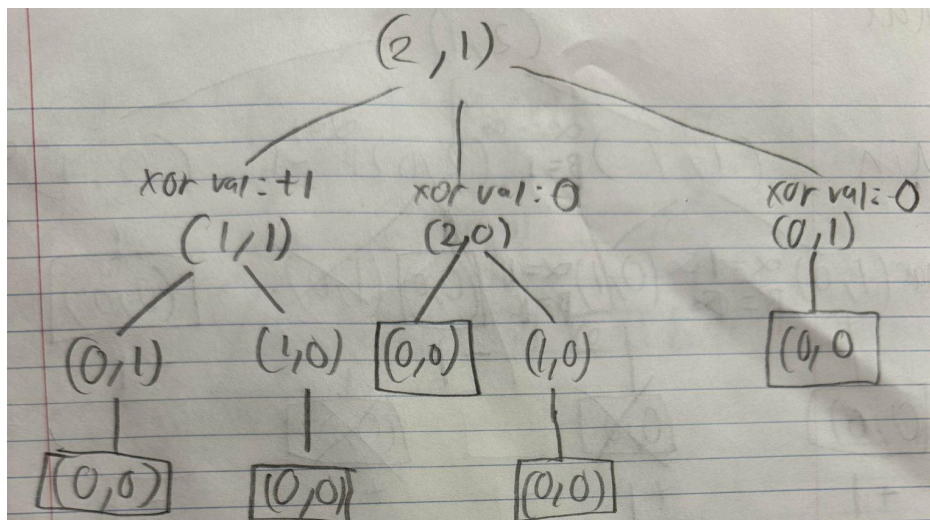 (2,1)
xor val: +1 xor val: 0 xor val: 0
(1,1) (2,0) (0,1)
(0,1) (1,0) (0,0) (1,0) (0,0
(0,0) (0,0) (0,0)